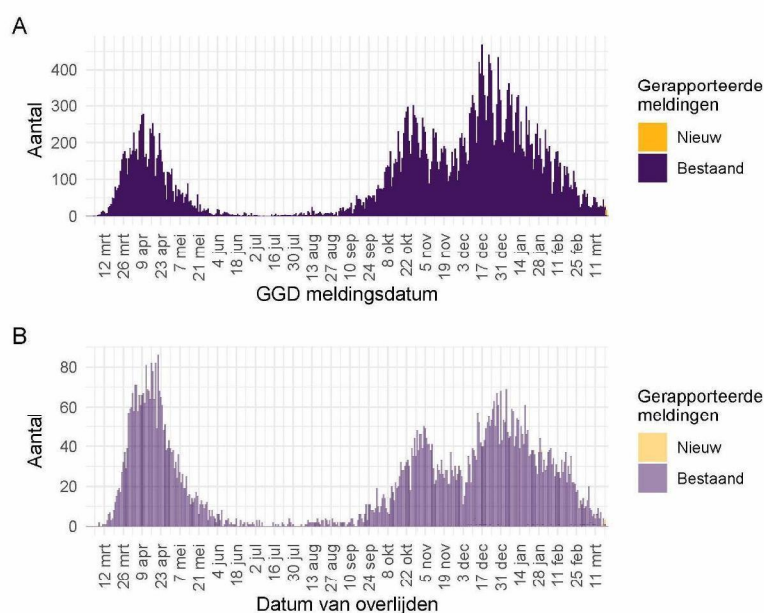 A
Aantal
400
300
200
100
0
12 mrt
26 mrt
9 apr
23 apr
7 mei
21 mei
4 jun
18 jun
2 jul
16 jul
30 jul
13 aug
27 aug
10 sep
24 sep
8 okt
22 okt
5 nov
19 nov
3 dec
17 dec
31 dec
14 jan
28 jan
11 feb
25 feb
11 mrt
GGD meldingsdatum
Gerapporteerde
meldingen
Nieuw
Bestaand
B
Aantal
80
60
40
20
0
12 mrt
26 mrt
9 apr
23 apr
7 mei
21 mei
4 jun
18 jun
2 jul
16 jul
30 jul
13 aug
27 aug
10 sep
24 sep
8 okt
22 okt
5 nov
19 nov
3 dec
17 dec
31 dec
14 jan
28 jan
11 feb
25 feb
11 mrt
Datum van overlijden
Gerapporteerde
meldingen
Nieuw
Bestaand